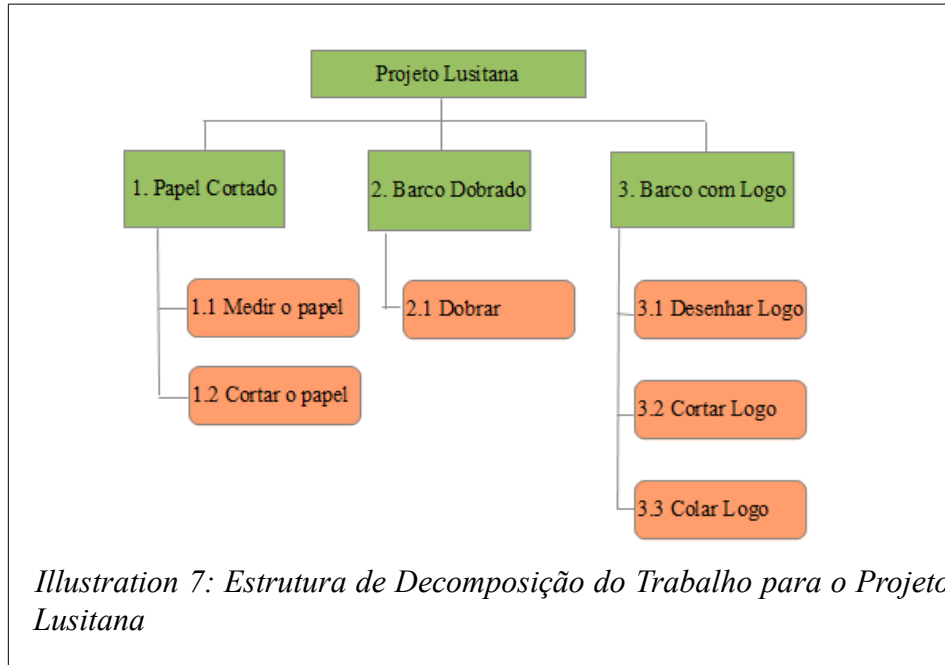 Projeto Lusitana
1. Papel Cortado
2. Barco Dobrado
3. Barco com Logo
1.1 Medir o papel
2.1 Dobrar
3.1 Desenhar Logo
1.2 Cortar o papel
3.2 Cortar Logo
3.3 Colar Logo
Illustration 7: Estrutura de Decomposição do Trabalho para o Projeto
Lusitana